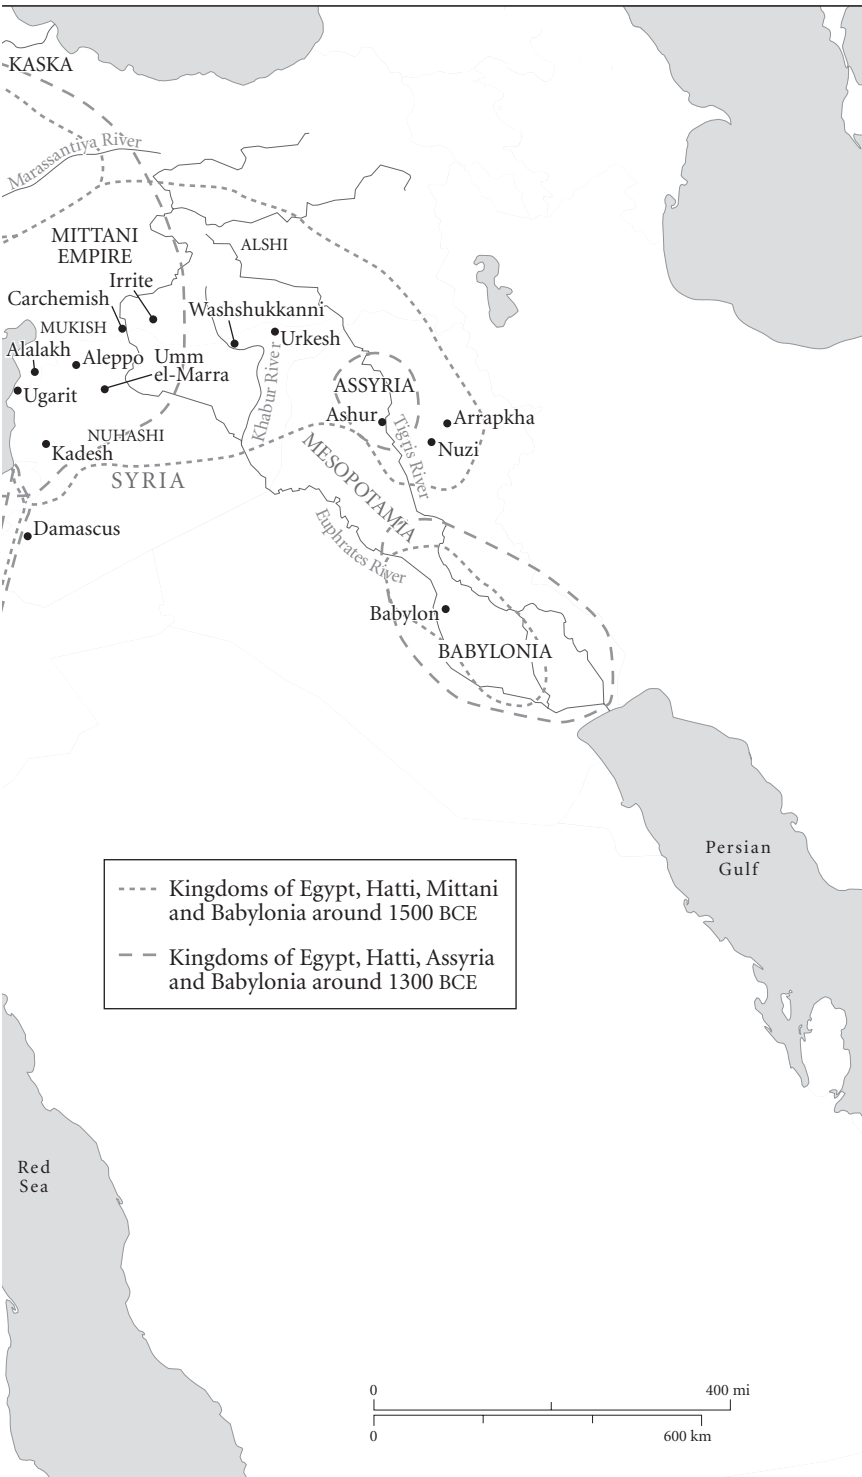 KASKA
Marassantiya River
MITTANI
EMPIRE
ALSHI
Irrite
Carchemish
Washshukkanni
MUKISH
Urkesh
Alalakh
Aleppo
Umm
el-Marra
Khabur River
ASSYRIA
Ugarit
Ashur
Arrapkha
Tigris River
NUHASHI
Nuzi
Kadesh
MESOPOTAMIA
SYRIA
Damascus
Euphrates River
Babylon
BABYLONIA
Persian
Gulf
Kingdoms of Egypt, Hatti, Mittani
and Babylonia around 1500 BCE
Kingdoms of Egypt, Hatti, Assyria
and Babylonia around 1300 BCE
Red
Sea
0 400 mi
0 600 km